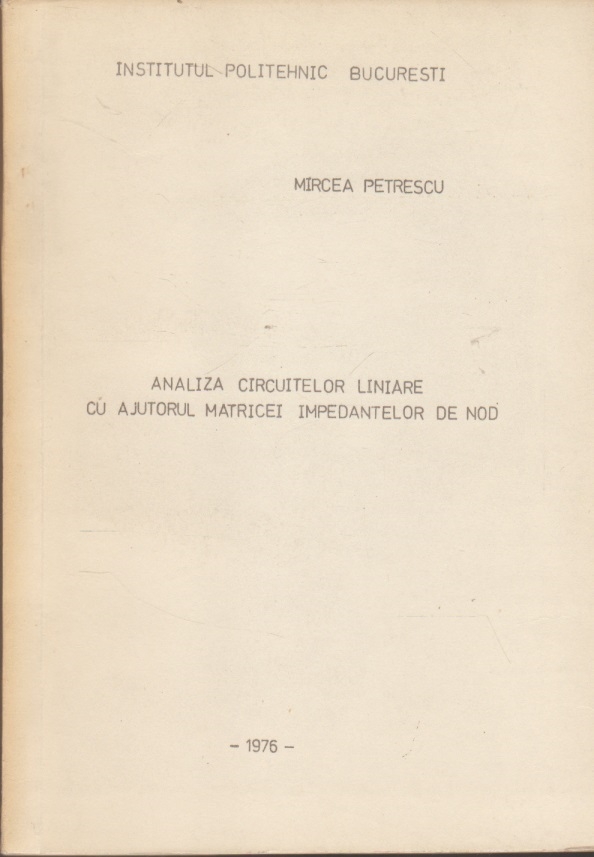 INSTITUTUL POLITEHNIC BUCURESTI
MIRCEA PETRESCU
ANALIZA CIRCUITELOR LINIARE
CU AJUTORUL MATRICEI IMPEDANTELOR DE NOD
- 1976 -